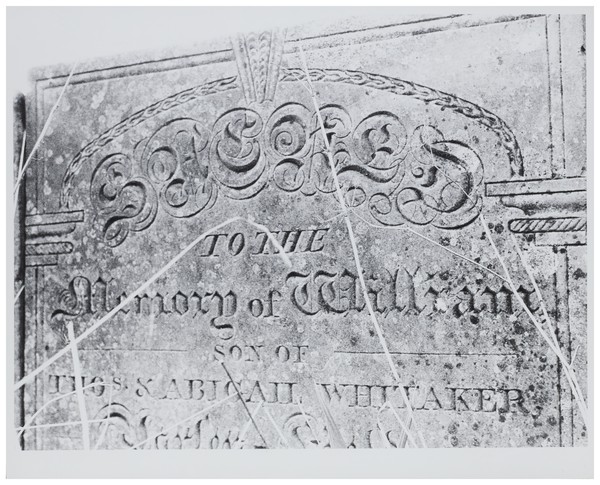 SACRED
TO THE
Memory of William
SON OF
THOS. & ABIGAIL WHITAKER,